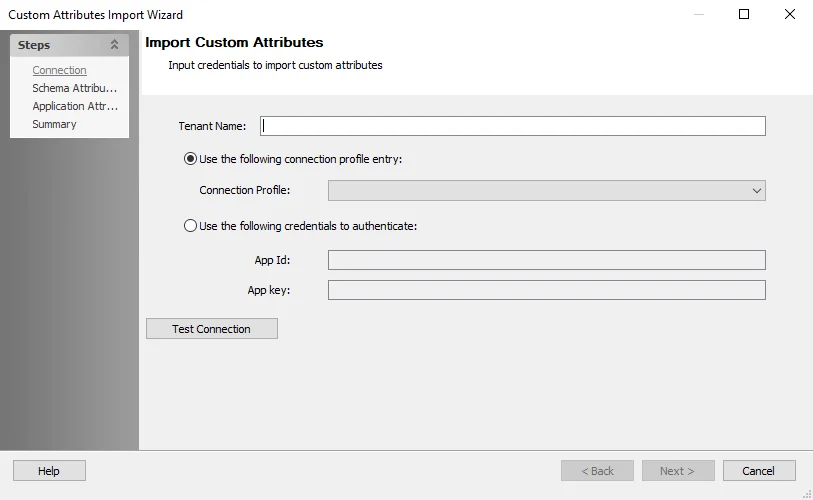 Custom Attributes Import Wizard
Steps
Connection
Schema Attribu...
Application Attr...
Summary
Import Custom Attributes
Input credentials to import custom attributes
Tenant Name:
Use the following connection profile entry:
Connection Profile:
Use the following credentials to authenticate:
App Id:
App key:
Test Connection
Help
< Back
Next >
Cancel